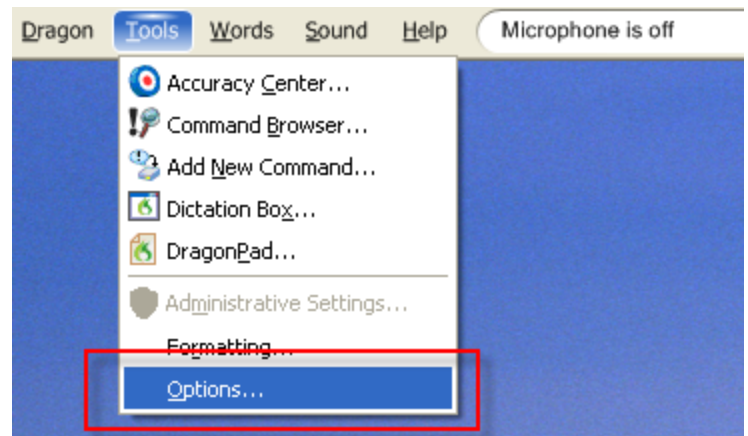 Dragon Tools Words Sound Help Microphone is off
Accuracy Center...
Command Browser...
Add New Command...
Dictation Box...
DragonPad...
Administrative Settings...
Formatting...
Options...